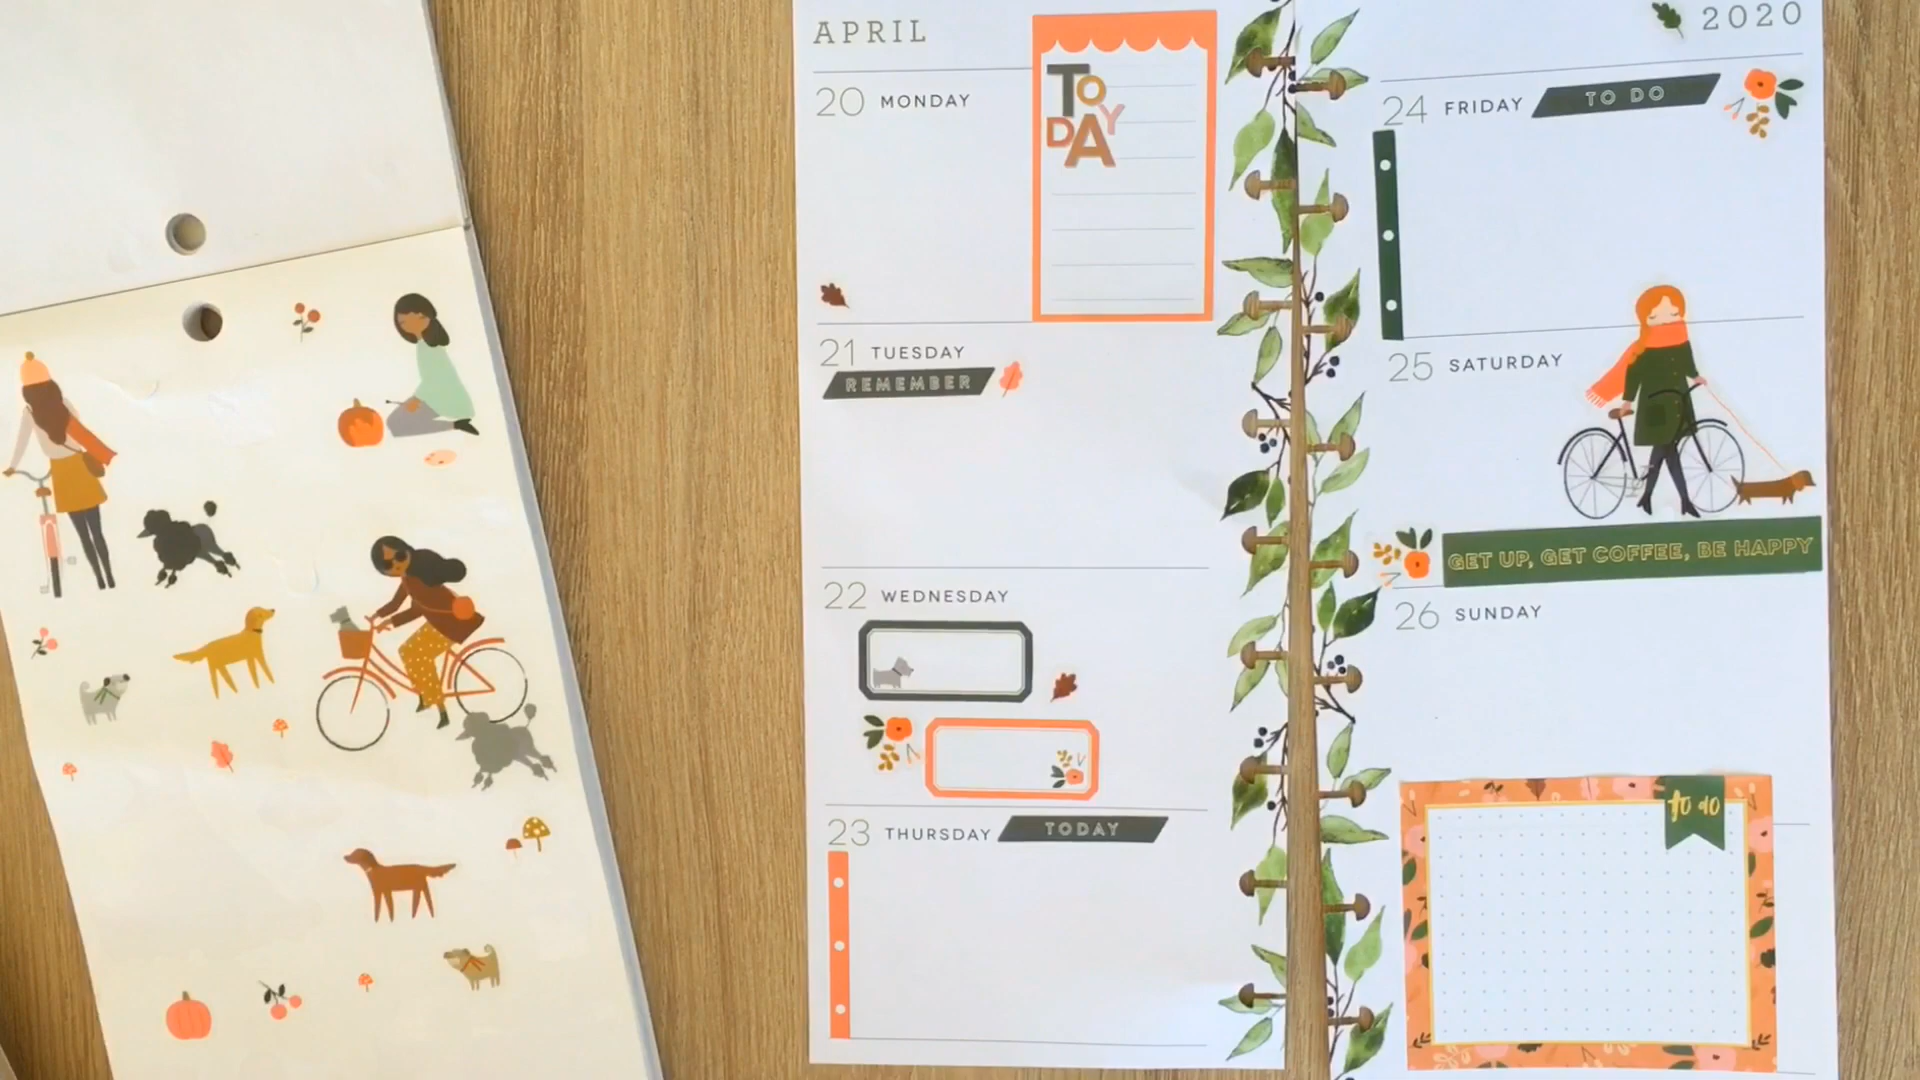 APRIL
20 MONDAY
TODAY
21 TUESDAY
REMEMBER
22 WEDNESDAY
23 THURSDAY
TODAY
2020
24 FRIDAY
TO DO
25 SATURDAY
GET UP, GET COFFEE, BE HAPPY
26 SUNDAY
to do